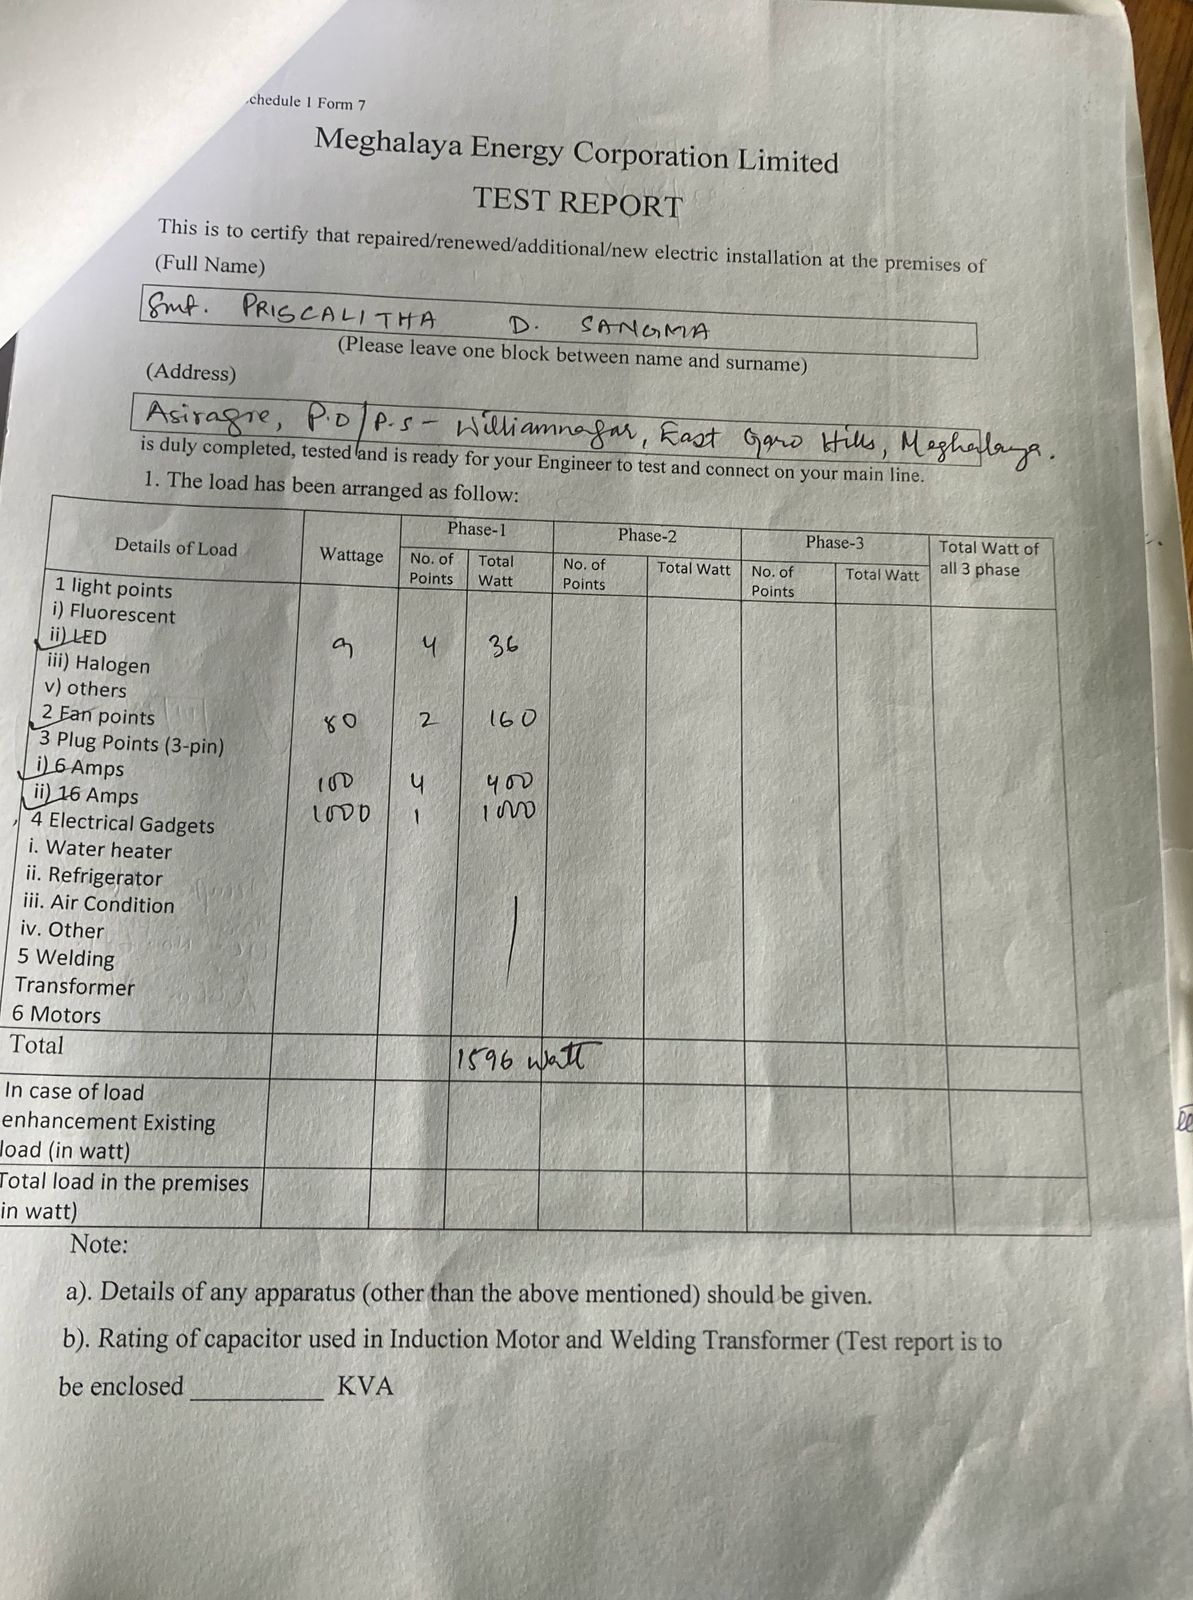 chedule 1 Form 7
Meghalaya Energy Corporation Limited
TEST REPORT
This is to certify that repaired/renewed/additional/new electric installation at the premises of
(Full Name)
Smt. PRISCALITHA D. SANGMA
(Please leave one block between name and surname)
(Address)
Asiragre, P.O/P.S - Williamnagar, East Garo Hills, Meghalaya.
is duly completed, tested and is ready for your Engineer to test and connect on your main line.
1. The load has been arranged as follow:
Details of Load Wattage Phase-1 Phase-2 Phase-3 Total Watt of all 3 phase
No. of Points Total Watt No. of Points Total Watt No. of Points Total Watt
1 light points
i) Fluorescent
ii) LED 9 4 36
iii) Halogen
v) others
2 Fan points 80 2 160
3 Plug Points (3-pin)
i) 6 Amps 100 4 400
ii) 16 Amps 1000 1 1000
4 Electrical Gadgets
i. Water heater
ii. Refrigerator
iii. Air Condition
iv. Other
5 Welding
Transformer
6 Motors
Total 1596 Watt
In case of load
enhancement Existing
load (in watt)
Total load in the premises
in watt)
Note:
a). Details of any apparatus (other than the above mentioned) should be given.
b). Rating of capacitor used in Induction Motor and Welding Transformer (Test report is to
be enclosed __________ KVA